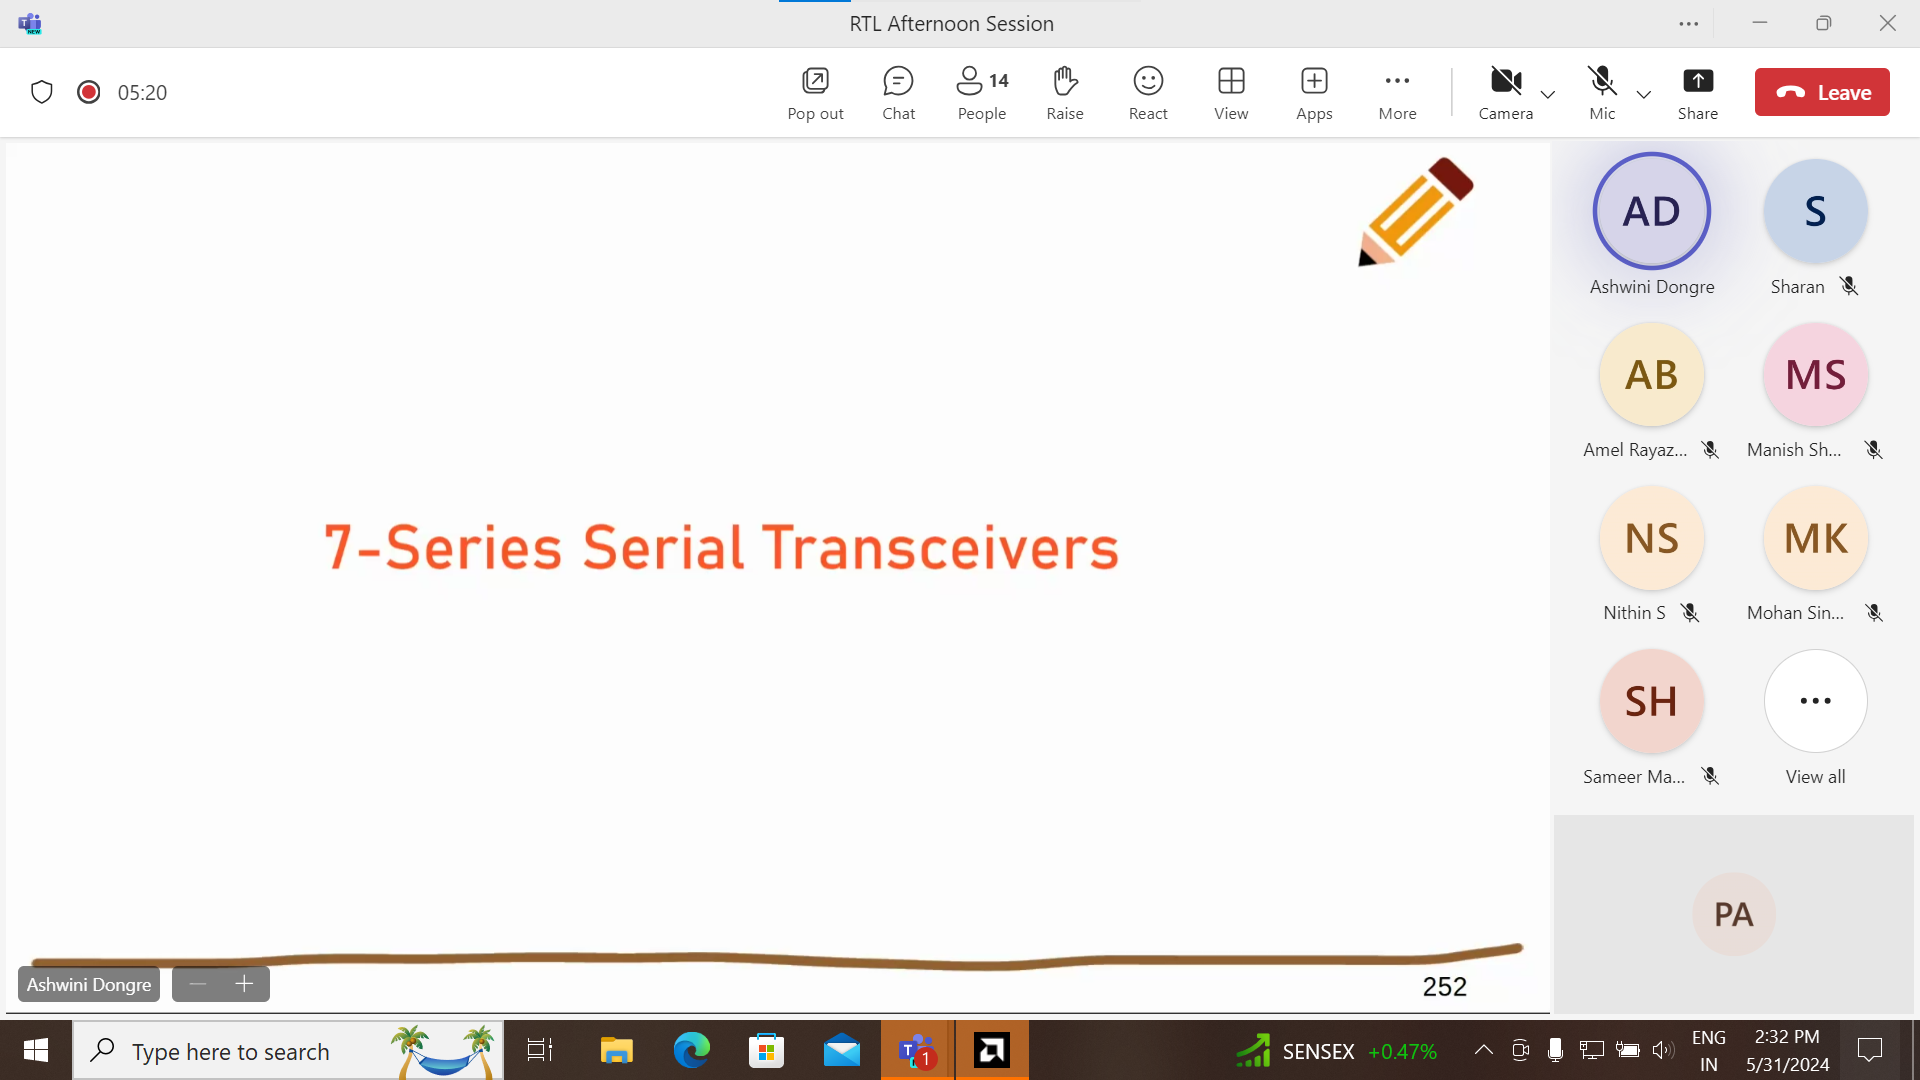 RTL Afternoon Session
05:20
Pop out
Chat
14
People
Raise
React
View
Apps
More
Camera
Mic
Share
Leave
7-Series Serial Transceivers
252
Ashwini Dongre
AD
Ashwini Dongre
S
Sharan
AB
Amel Rayaz...
MS
Manish Sh...
NS
Nithin S
MK
Mohan Sin...
SH
Sameer Ma...
View all
PA
Type here to search
1
SENSEX +0.47%
ENG
IN
2:32 PM
5/31/2024